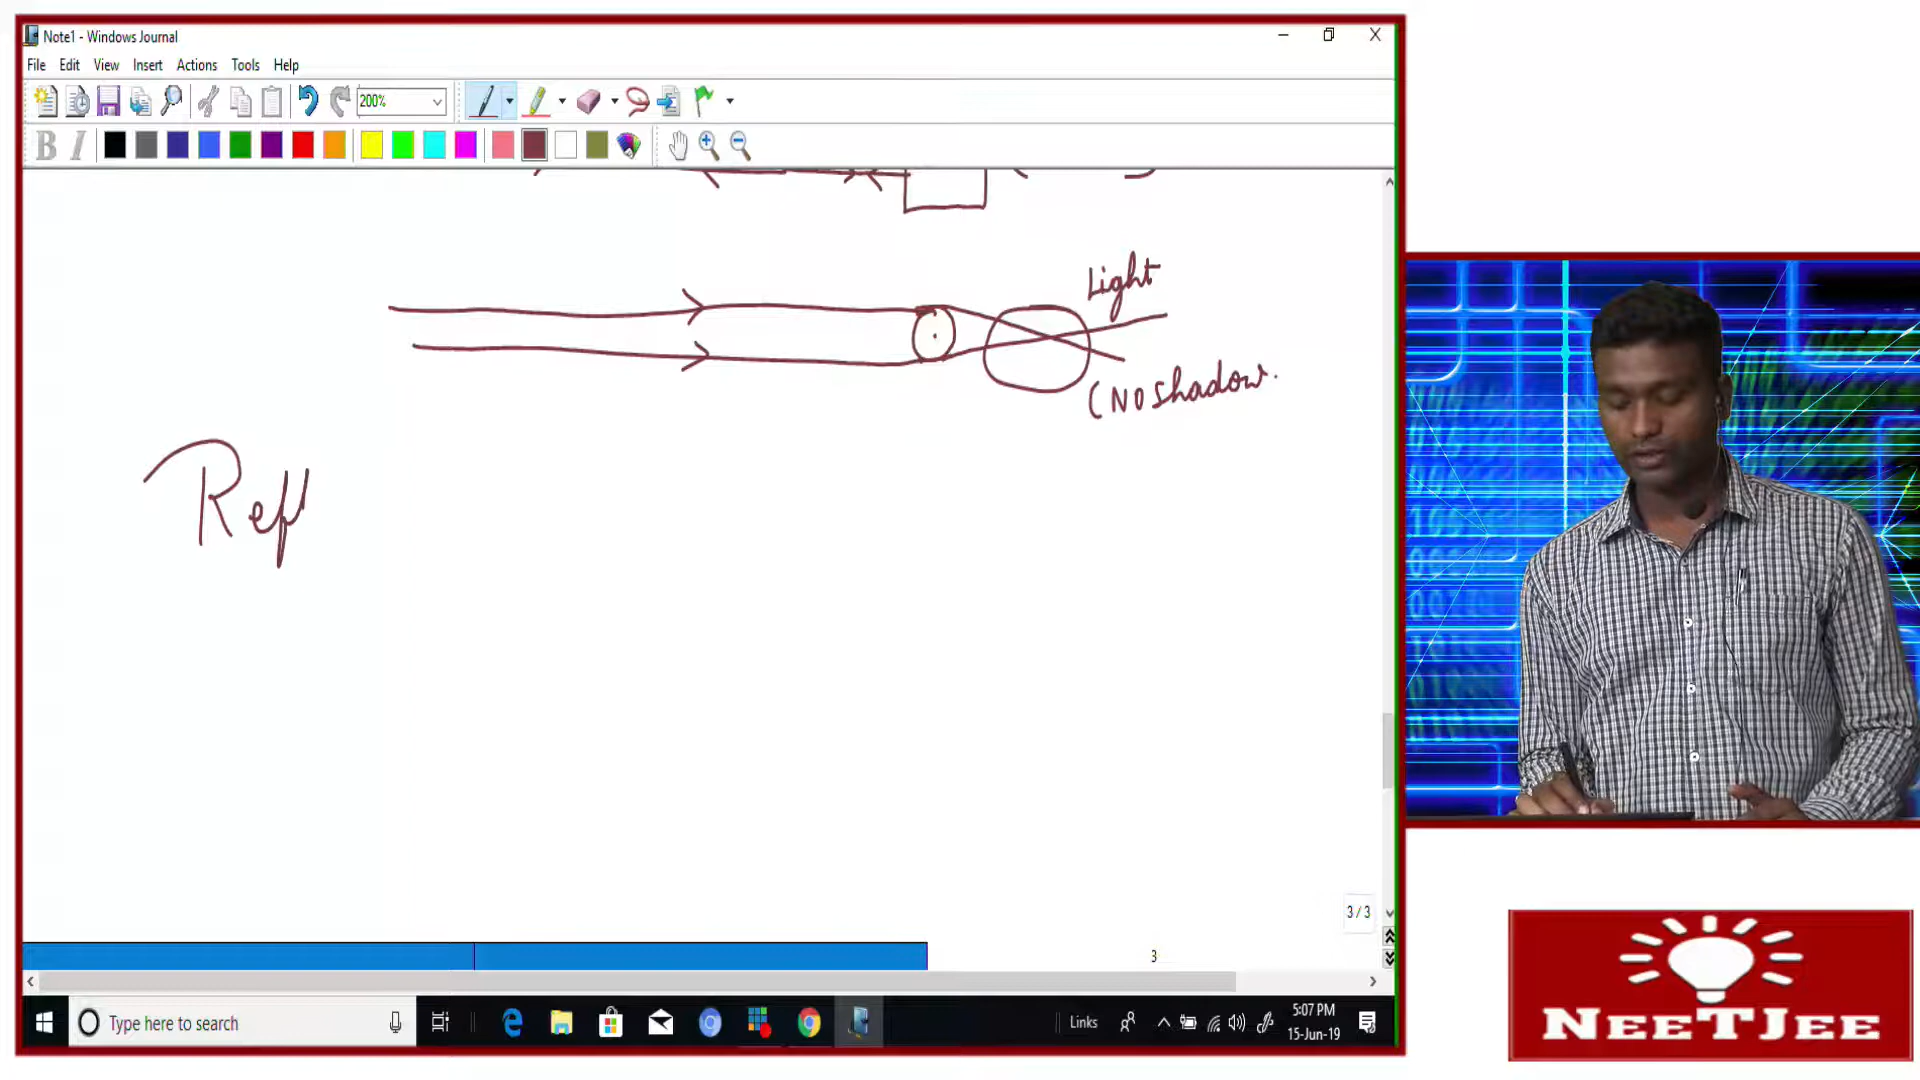 Note1 - Windows Journal
File Edit View Insert Actions Tools Help
200%
B I
Light
(NO shadow.
Refl
3 / 3
3
Type here to search
Links
5:07 PM
15-Jun-19
NEETJEE